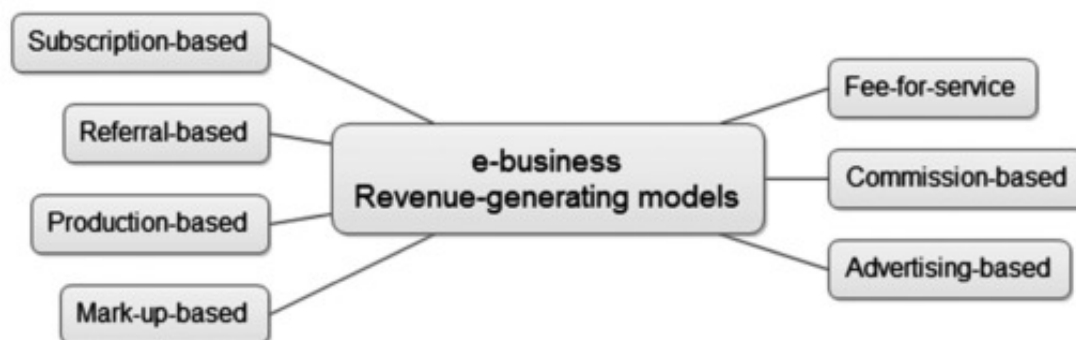 Subscription-based
Referral-based
Production-based
Mark-up-based
e-business
Revenue-generating models
Fee-for-service
Commission-based
Advertising-based